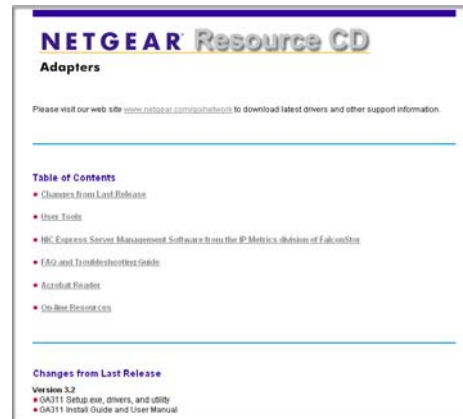 NETGEAR Resource CD
Adapters
Please visit our web site www.netgear.com/go/network to download latest drivers and other support information.
Table of Contents
Changes from Last Release
User Tools
NIC Express Server Management Software from the IP Metrics division of FalconStor
FAQ and Troubleshooting Guide
Acrobat Reader
On-line Resources
Changes from Last Release
Version 3.2
GA311 Setup.exe, drivers, and utility
GA311 Install Guide and User Manual